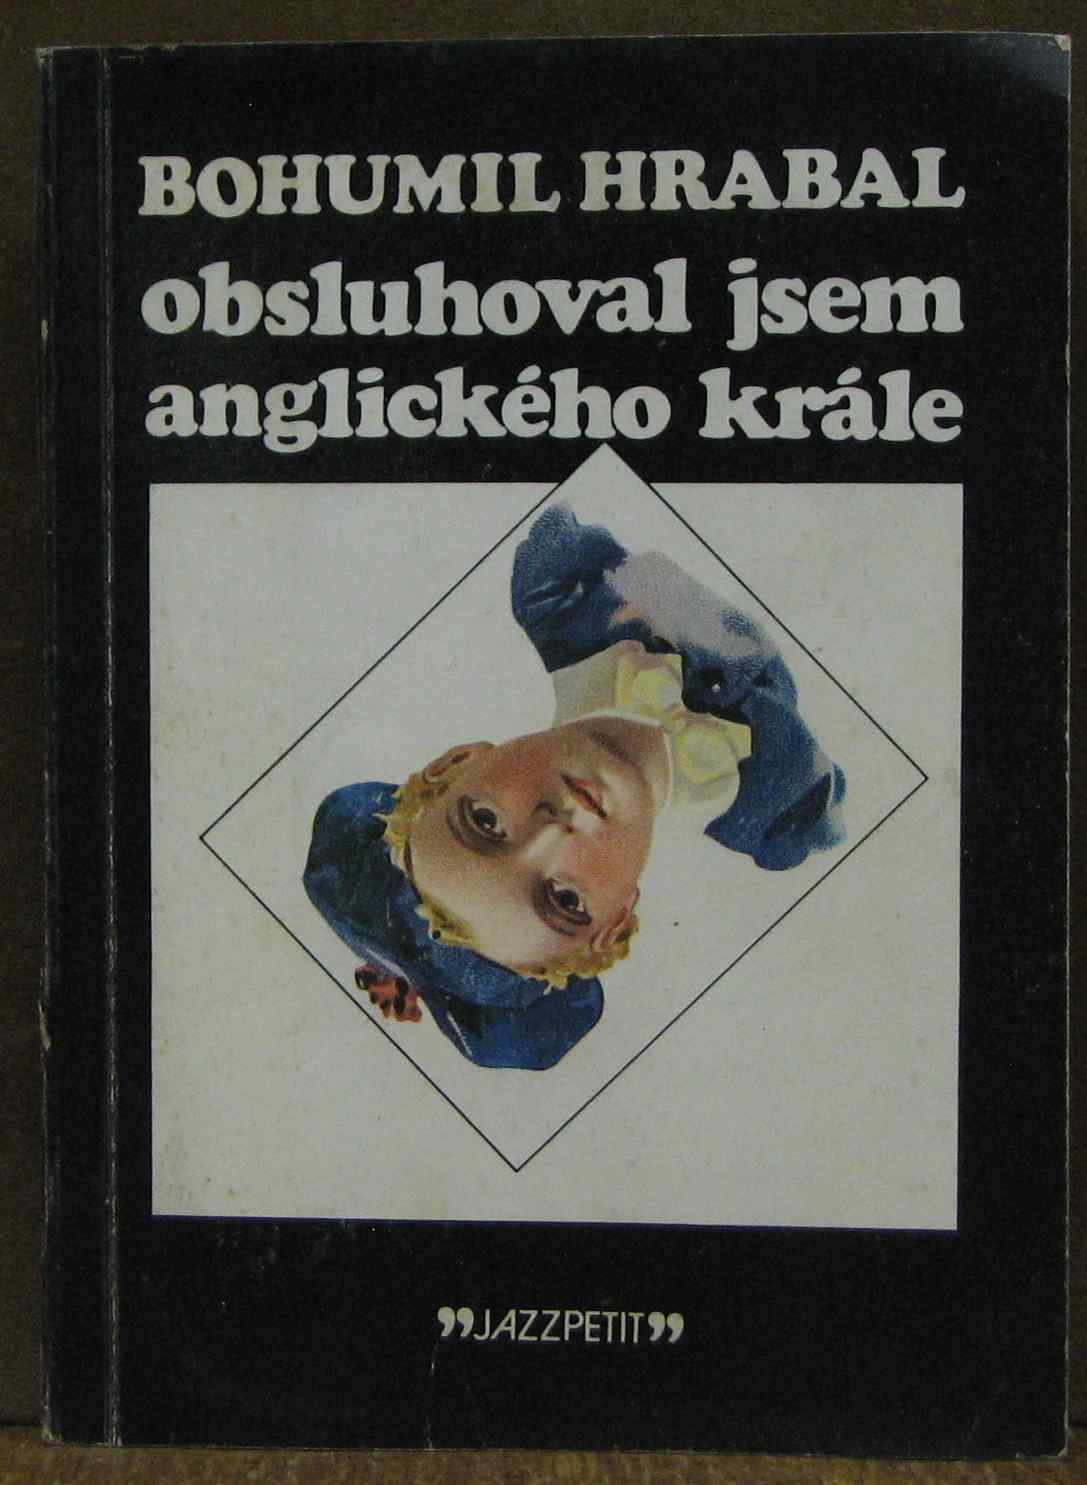 BOHUMIL HRABAL
obsluhoval jsem
anglického krále
❟❟JAZZPETIT❟❟